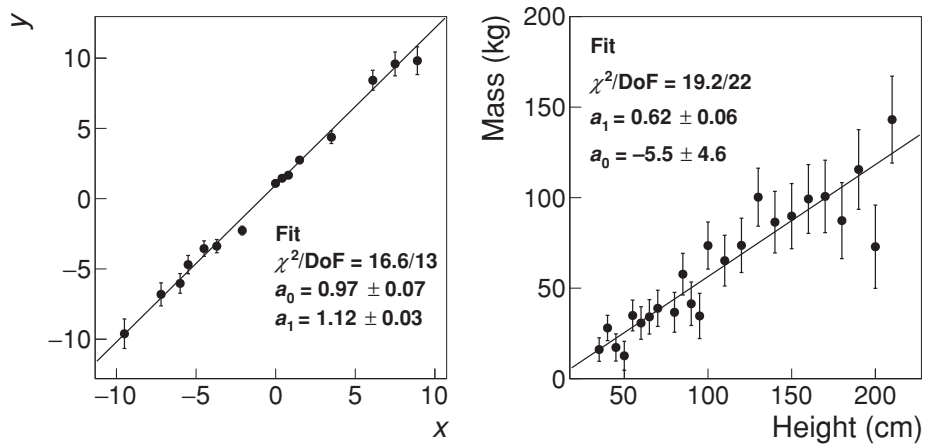 y
10
5
0
−5
−10
Fit
χ²/DoF = 16.6/13
a₀ = 0.97 ± 0.07
a₁ = 1.12 ± 0.03
−10 −5 0 5 10
x
Mass (kg)
200
150
100
50
0
Fit
χ²/DoF = 19.2/22
a₁ = 0.62 ± 0.06
a₀ = −5.5 ± 4.6
50 100 150 200
Height (cm)